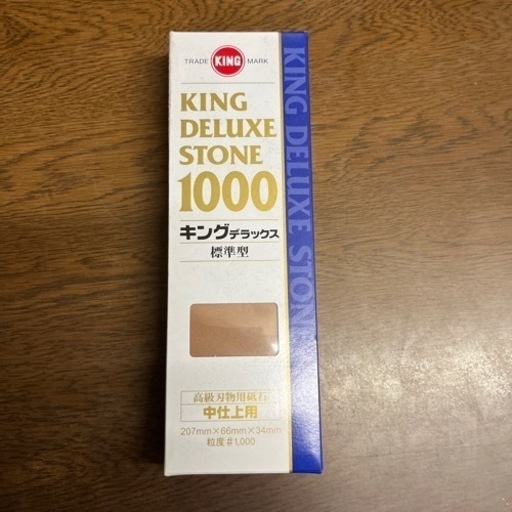 TRADE KING MARK
KING
DELUXE
STONE
1000
キングデラックス
標準型
高級刃物用砥石
中仕上用
207mm×66mm×34mm
粒度#1,000
KING DELUXE STON